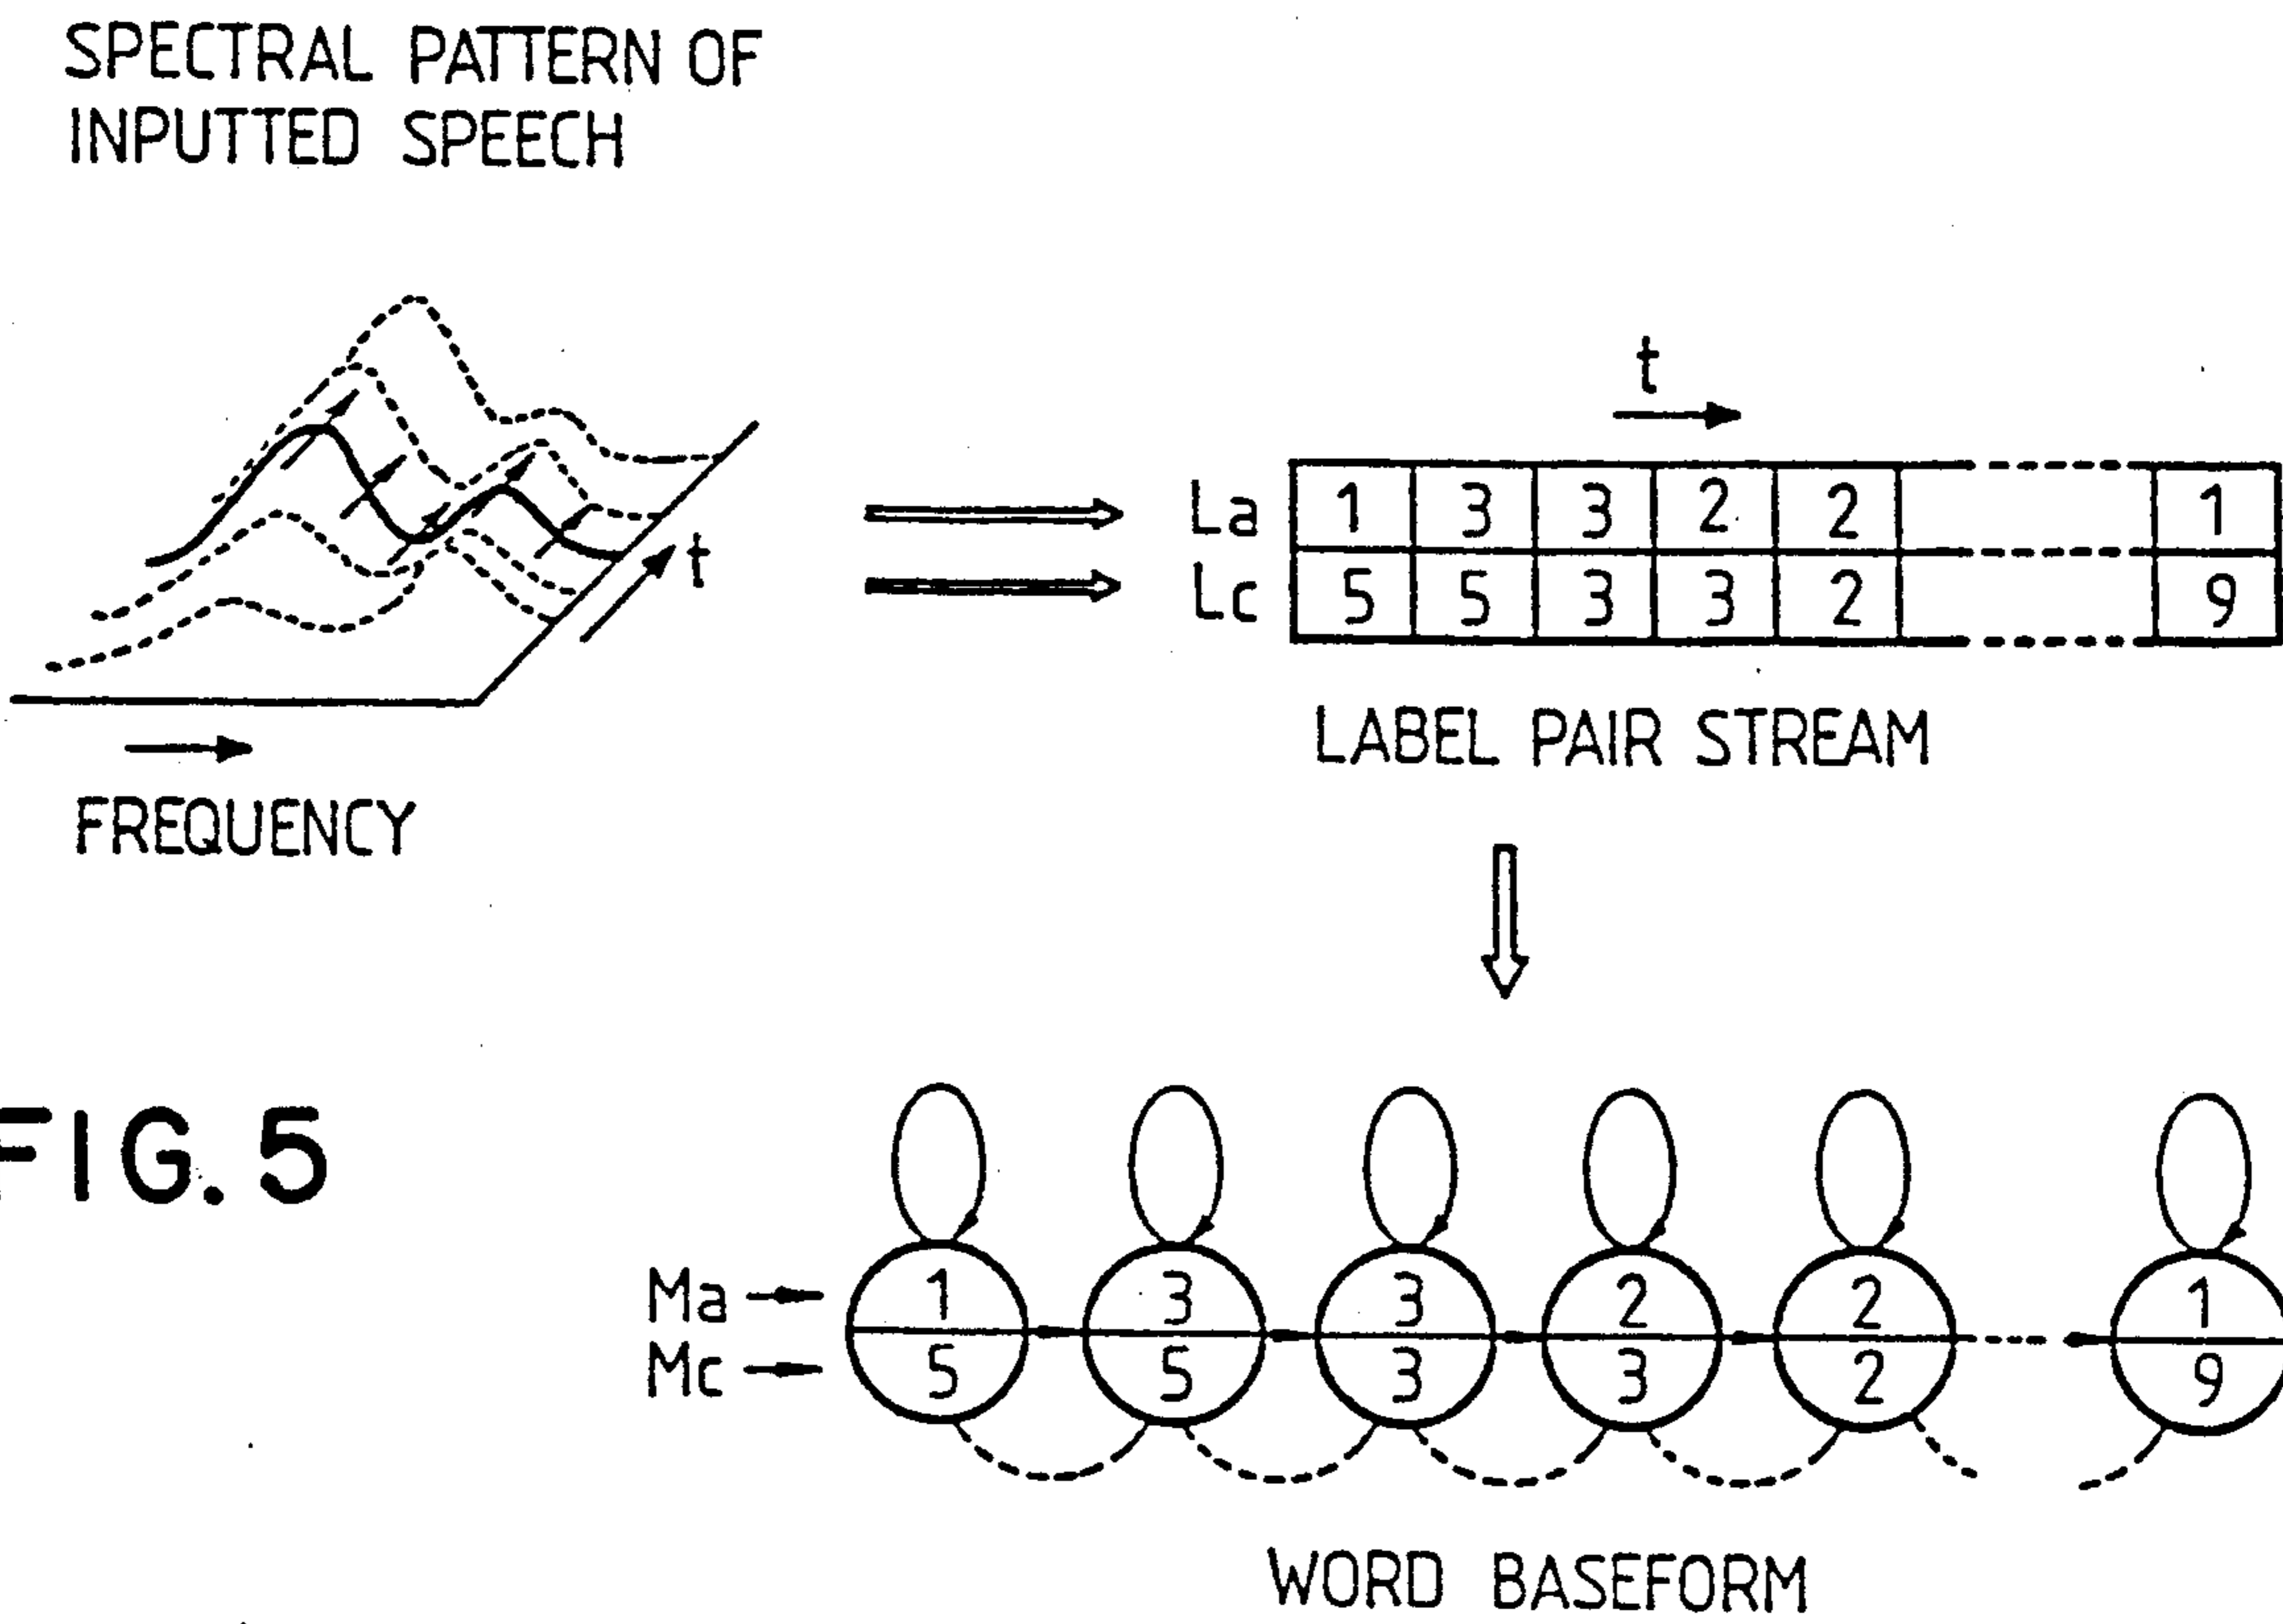 SPECTRAL PATTERN OF
INPUTTED SPEECH
t
t
La 1 3 3 2 2 1
Lc 5 5 3 3 2 9
LABEL PAIR STREAM
FREQUENCY
FIG. 5
Ma 1 3 3 2 2 1
Mc 5 5 3 3 2 9
WORD BASEFORM